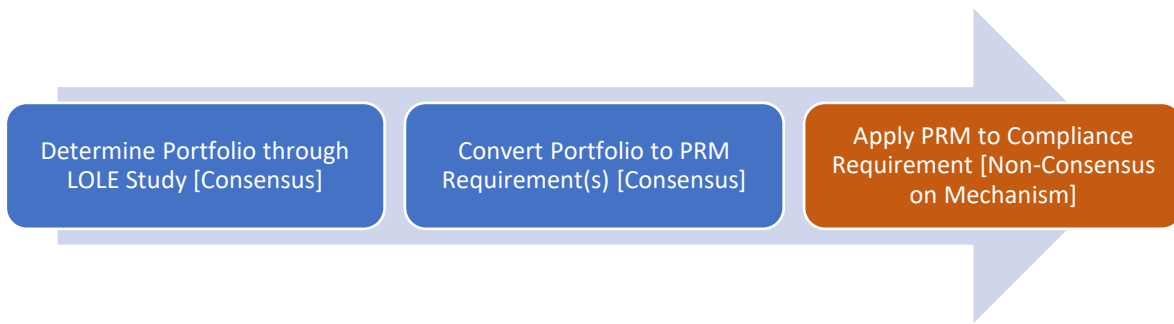 Determine Portfolio through
LOLE Study [Consensus]
Convert Portfolio to PRM
Requirement(s) [Consensus]
Apply PRM to Compliance
Requirement [Non-Consensus
on Mechanism]